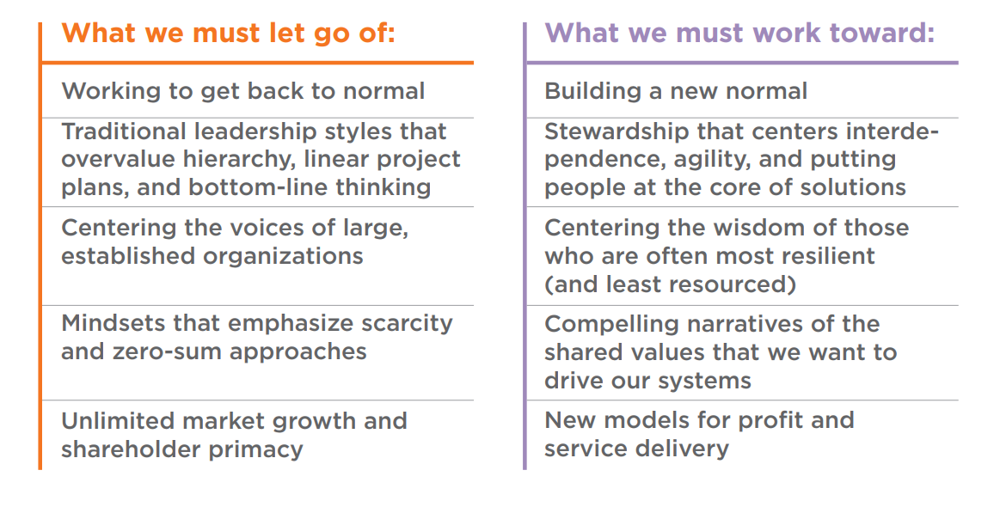 What we must let go of:
Working to get back to normal
Traditional leadership styles that
overvalue hierarchy, linear project
plans, and bottom-line thinking
Centering the voices of large,
established organizations
Mindsets that emphasize scarcity
and zero-sum approaches
Unlimited market growth and
shareholder primacy
What we must work toward:
Building a new normal
Stewardship that centers interde-
pendence, agility, and putting
people at the core of solutions
Centering the wisdom of those
who are often most resilient
(and least resourced)
Compelling narratives of the
shared values that we want to
drive our systems
New models for profit and
service delivery